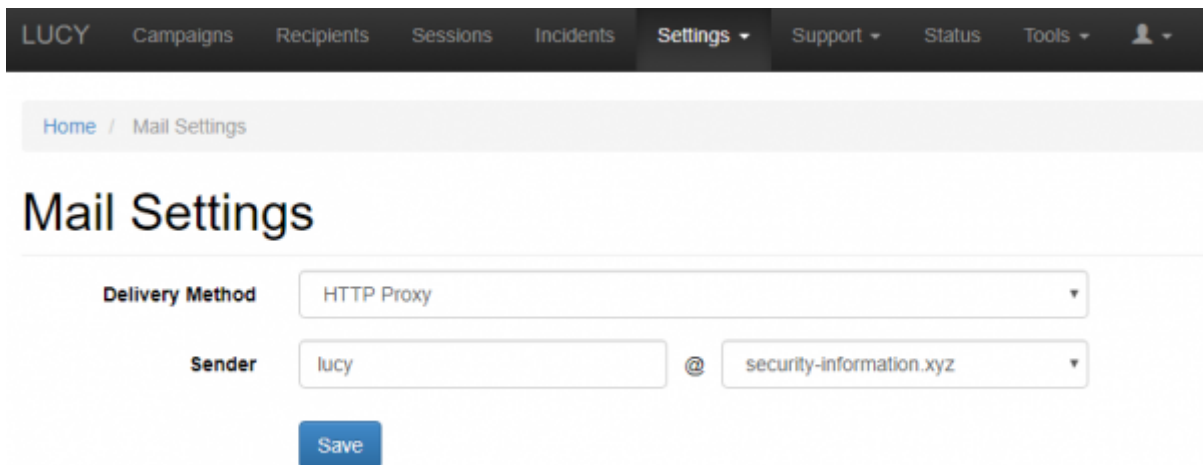 LUCY Campaigns Recipients Sessions Incidents Settings Support Status Tools
Home / Mail Settings
Mail Settings
Delivery Method HTTP Proxy
Sender lucy @ security-information.xyz
Save